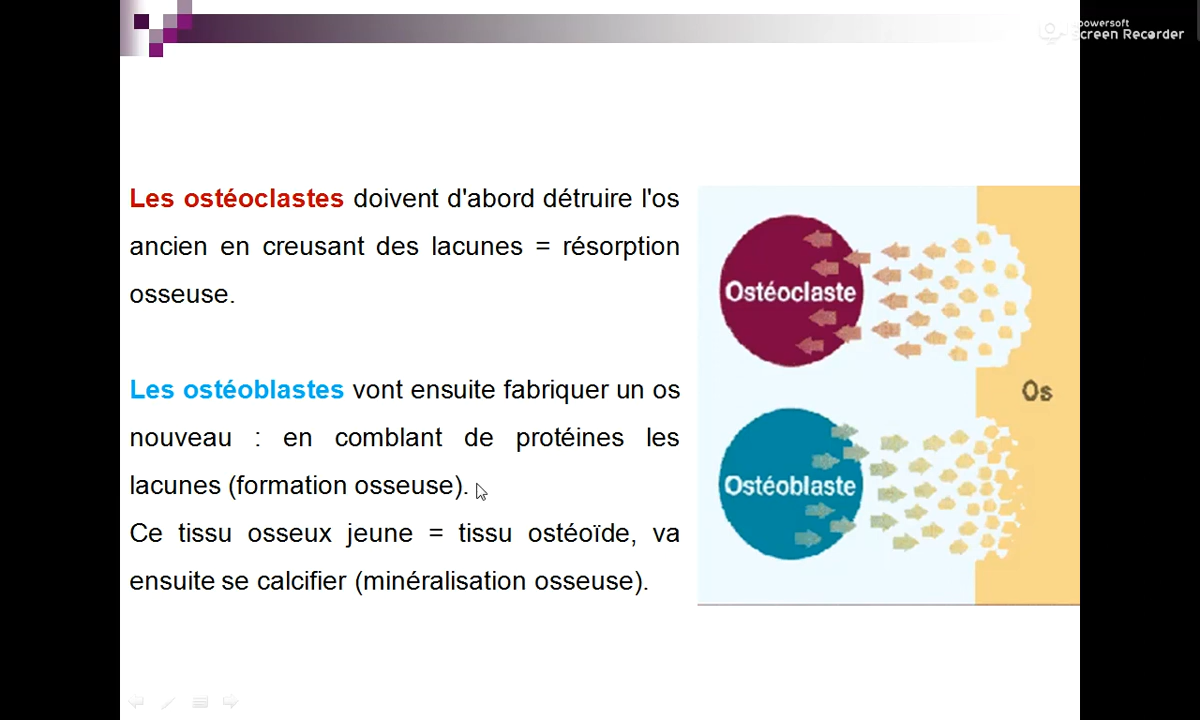 powersoft
Screen Recorder
Les ostéoclastes doivent d'abord détruire l'os
ancien en creusant des lacunes = résorption
osseuse.
Les ostéoblastes vont ensuite fabriquer un os
nouveau : en comblant de protéines les
lacunes (formation osseuse).
Ce tissu osseux jeune = tissu ostéoïde, va
ensuite se calcifier (minéralisation osseuse).
Ostéoclaste
Os
Ostéoblaste